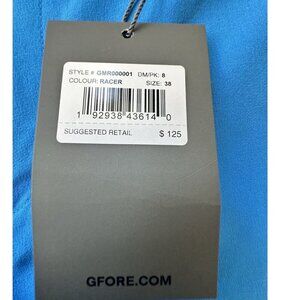 STYLE # GMR000001 DM/PK: 8
COLOUR: RACER SIZE: 38
1 92938 43614 0
SUGGESTED RETAIL $ 125
GFORE.COM